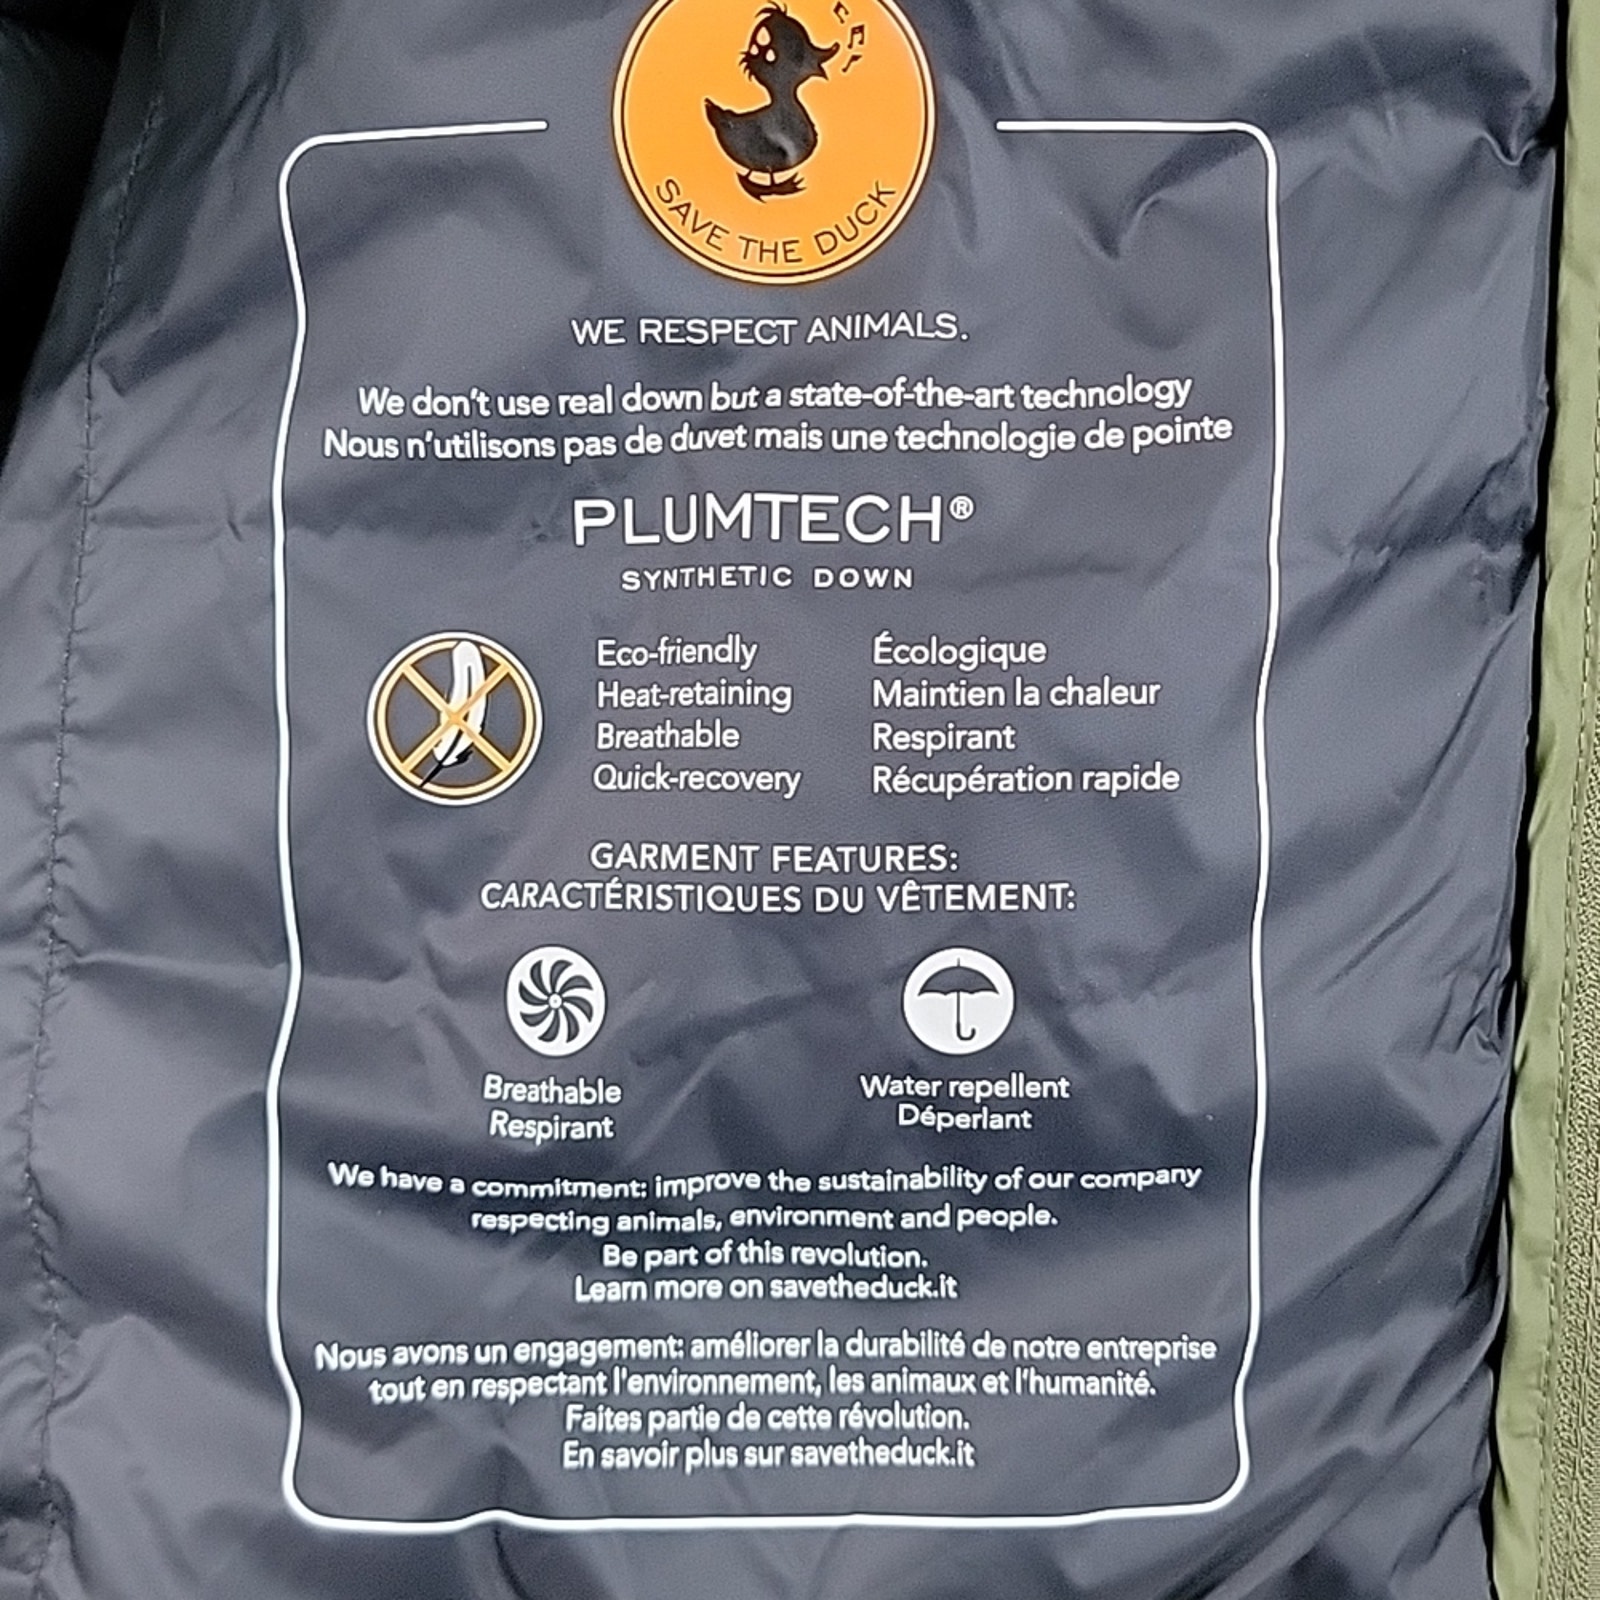 SAVE THE DUCK
WE RESPECT ANIMALS.
We don't use real down but a state-of-the-art technology
Nous n'utilisons pas de duvet mais une technologie de pointe
PLUMTECH®
SYNTHETIC DOWN
Eco-friendly
Heat-retaining
Breathable
Quick-recovery
Écologique
Maintien la chaleur
Respirant
Récupération rapide
GARMENT FEATURES:
CARACTÉRISTIQUES DU VÊTEMENT:
Breathable
Respirant
Water repellent
Déperlant
We have a commitment: improve the sustainability of our company
respecting animals, environment and people.
Be part of this revolution.
Learn more on savetheduck.it
Nous avons un engagement: améliorer la durabilité de notre entreprise
tout en respectant l'environnement, les animaux et l'humanité.
Faites partie de cette révolution.
En savoir plus sur savetheduck.it